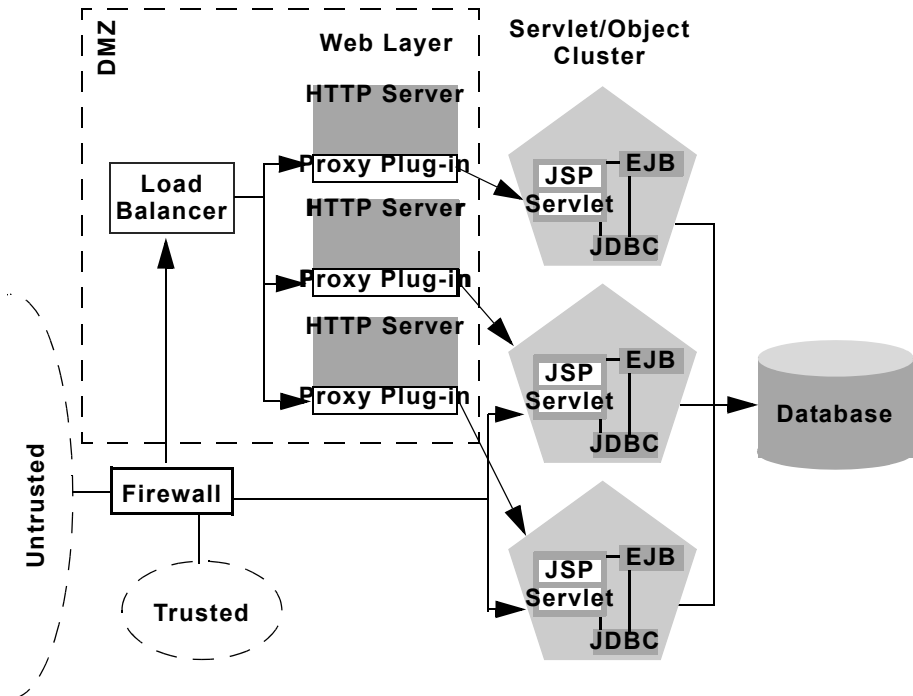 DMZ
Web Layer
Servlet/Object
Cluster
HTTP Server
Proxy Plug-in
HTTP Server
Proxy Plug-in
HTTP Server
Proxy Plug-in
Load
Balancer
JSP
Servlet
EJB
JDBC
JSP
Servlet
EJB
JDBC
JSP
Servlet
EJB
JDBC
Database
Untrusted
Firewall
Trusted